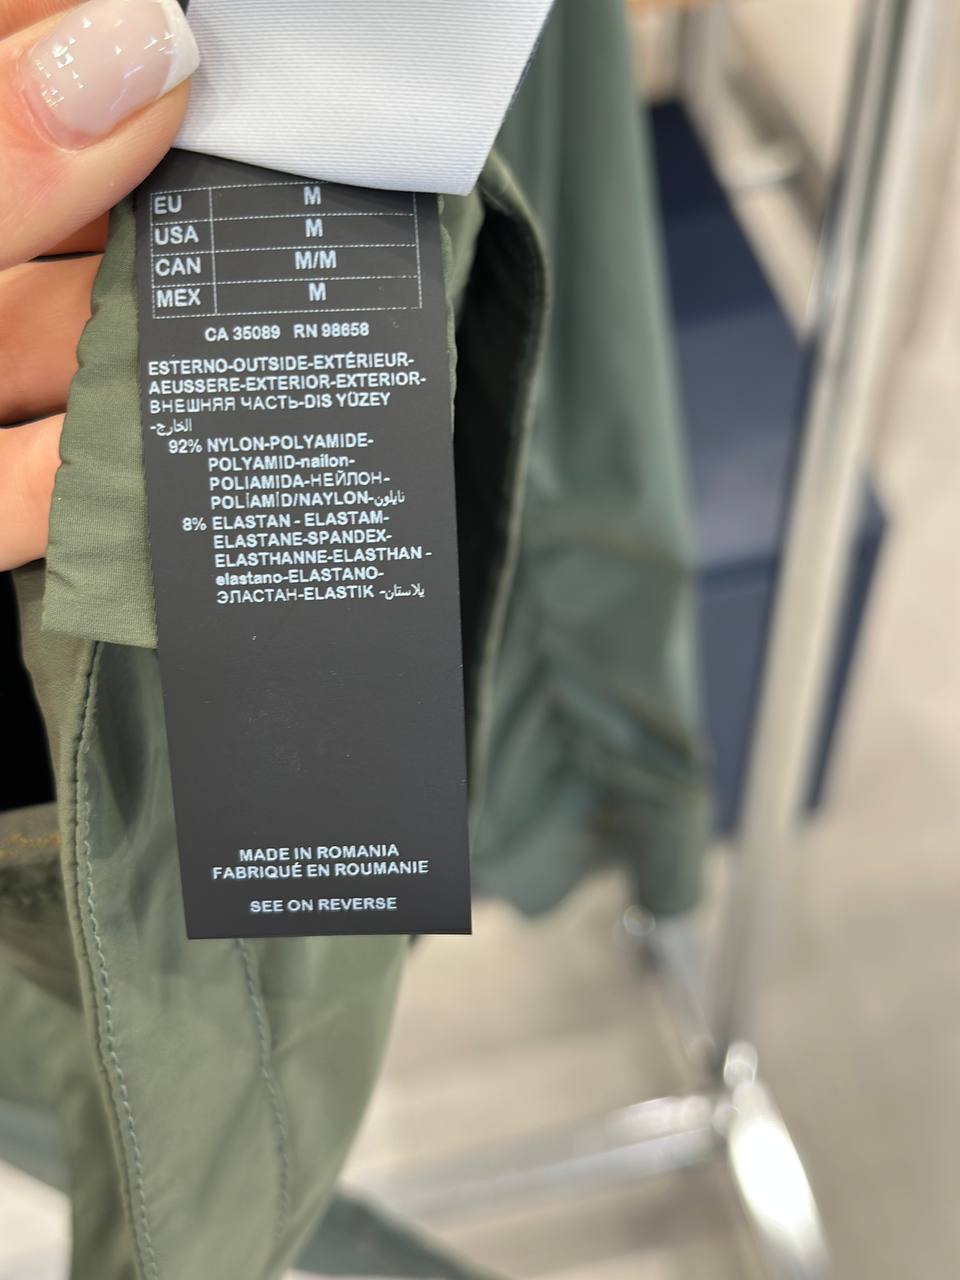 EU M
USA M
CAN M/M
MEX M
CA 35089 RN 98658
ESTERNO-OUTSIDE-EXTÉRIEUR-
AEUSSERE-EXTERIOR-EXTERIOR-
ВНЕШНЯЯ ЧАСТЬ-DIS YÜZEY
-الخارج
92% NYLON-POLYAMIDE-
POLYAMID-nailon-
POLIAMIDA-НЕЙЛОН-
POLİAMİD/NAYLON-نايلون
8% ELASTAN - ELASTAM-
ELASTANE-SPANDEX-
ELASTHANNE-ELASTHAN -
elastano-ELASTANO-
ЭЛАСТАН-ELASTIK -يلاستان
MADE IN ROMANIA
FABRIQUÉ EN ROUMANIE
SEE ON REVERSE